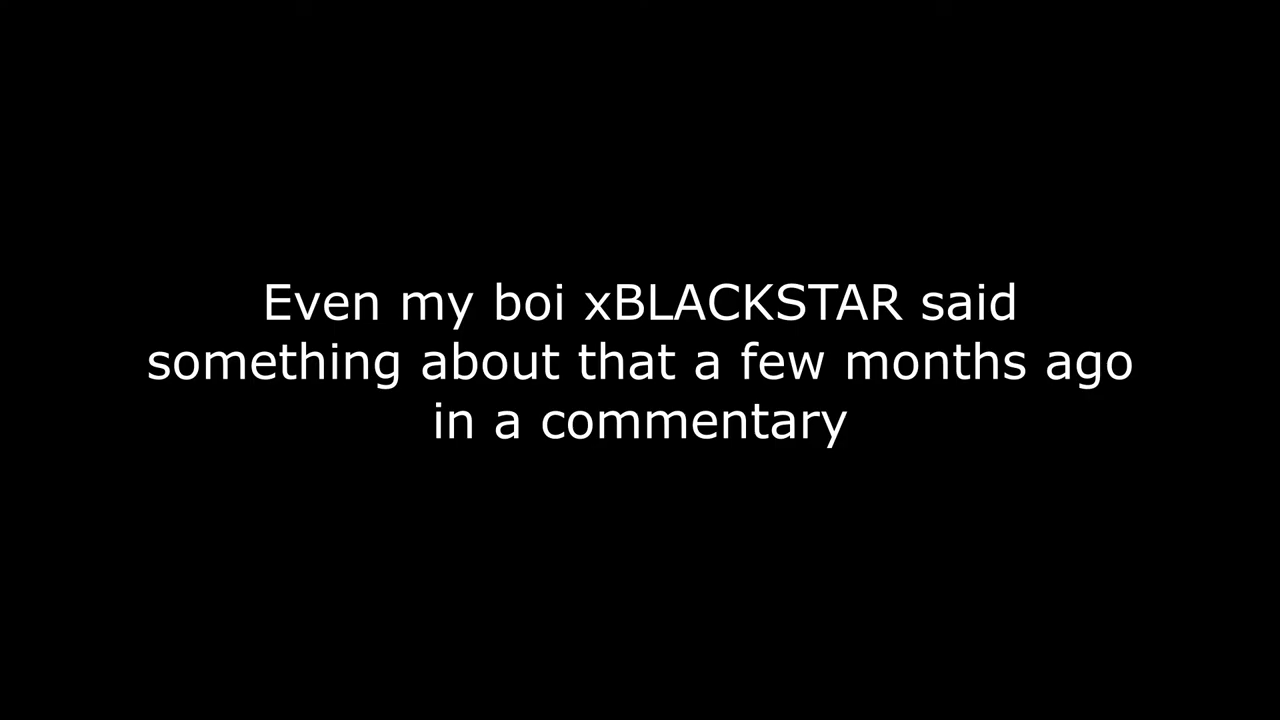 Even my boi xBLACKSTAR said
something about that a few months ago
in a commentary